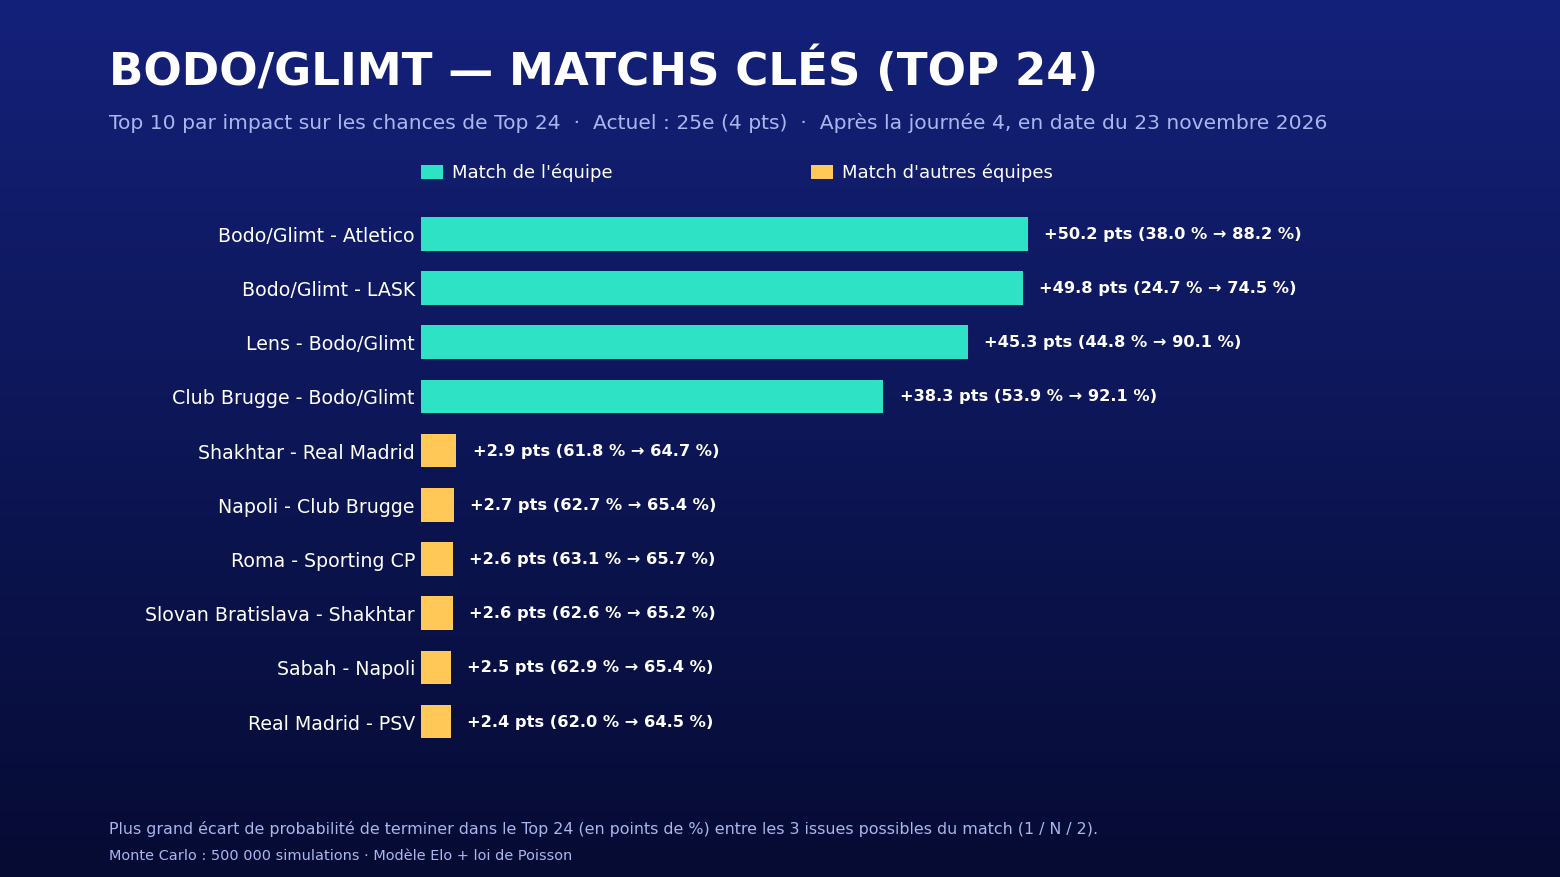 BODO/GLIMT — MATCHS CLÉS (TOP 24)
Top 10 par impact sur les chances de Top 24 · Actuel : 25e (4 pts) · Après la journée 4, en date du 23 novembre 2026
Match de l'équipe Match d'autres équipes
Bodo/Glimt - Atletico +50.2 pts (38.0 % → 88.2 %)
Bodo/Glimt - LASK +49.8 pts (24.7 % → 74.5 %)
Lens - Bodo/Glimt +45.3 pts (44.8 % → 90.1 %)
Club Brugge - Bodo/Glimt +38.3 pts (53.9 % → 92.1 %)
Shakhtar - Real Madrid +2.9 pts (61.8 % → 64.7 %)
Napoli - Club Brugge +2.7 pts (62.7 % → 65.4 %)
Roma - Sporting CP +2.6 pts (63.1 % → 65.7 %)
Slovan Bratislava - Shakhtar +2.6 pts (62.6 % → 65.2 %)
Sabah - Napoli +2.5 pts (62.9 % → 65.4 %)
Real Madrid - PSV +2.4 pts (62.0 % → 64.5 %)
Plus grand écart de probabilité de terminer dans le Top 24 (en points de %) entre les 3 issues possibles du match (1 / N / 2).
Monte Carlo : 500 000 simulations · Modèle Elo + loi de Poisson